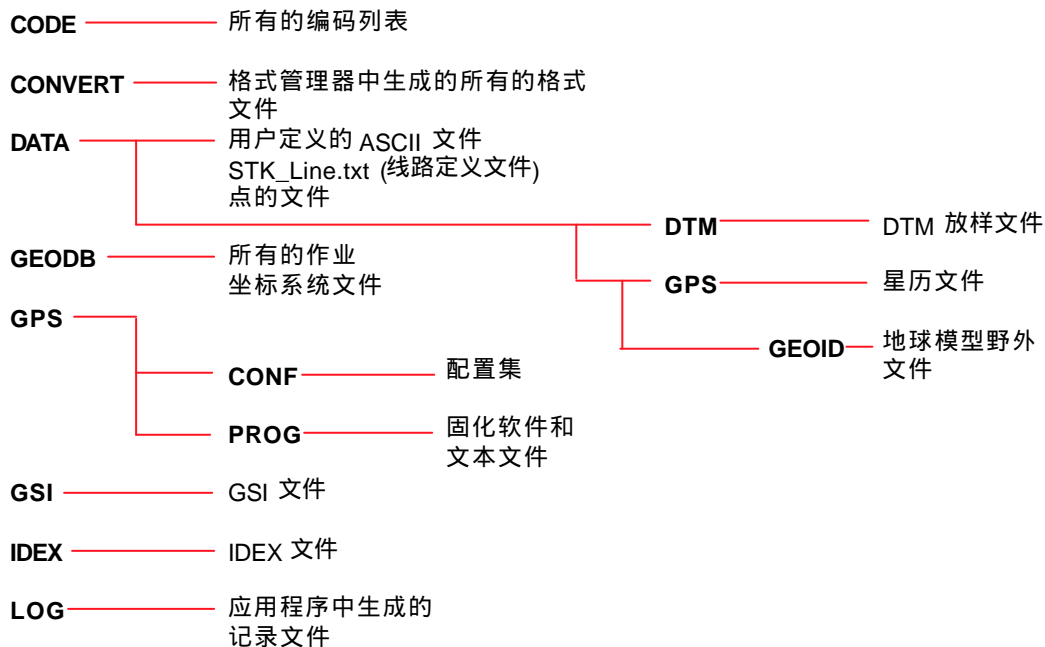 CODE 所有的编码列表
CONVERT 格式管理器中生成的所有的格式
文件
DATA 用户定义的 ASCII 文件
STK_Line.txt (线路定义文件)
点的文件
DTM DTM 放样文件
GEODB 所有的作业
坐标系统文件
GPS 星历文件
GPS
GEOID 地球模型野外
文件
CONF 配置集
PROG 固化软件和
文本文件
GSI GSI 文件
IDEX IDEX 文件
LOG 应用程序中生成的
记录文件